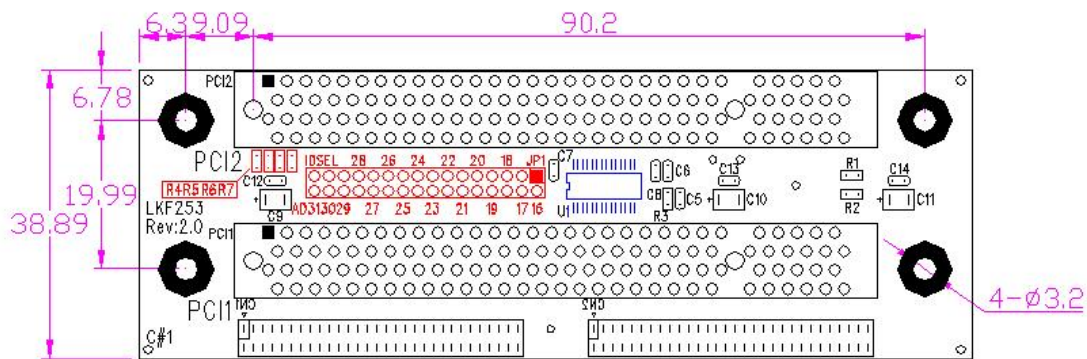 6.39.09
90.2
6.78
19.99
38.89
PCI2
PCI2
R4R5R6R7
C12
IDSEL 28 26 24 22 20 18 JP1
AD313029 27 25 23 21 19 17 16
C7
U1
C6
C8
C5
R3
C13
C10
R1
R2
C14
C11
C9
LKF253
Rev:2.0
PCI1
PCI1
CN1
CN2
C#1
4-ø3.2